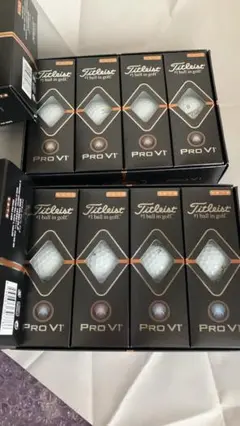 Titleist Titleist Titleist Titleist
#1 ball in golf. #1 ball in golf. #1 ball in golf. #1 ball in golf.
PRO V1 PRO V1 PRO V1 PRO V1
Titleist Titleist Titleist Titleist
#1 ball in golf. #1 ball in golf. #1 ball in golf. #1 ball in golf.
PRO V1 PRO V1 PRO V1 PRO V1